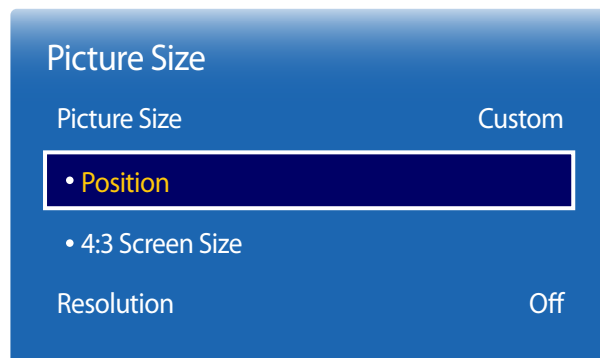 Picture Size
Picture Size Custom
• Position
• 4:3 Screen Size
Resolution Off